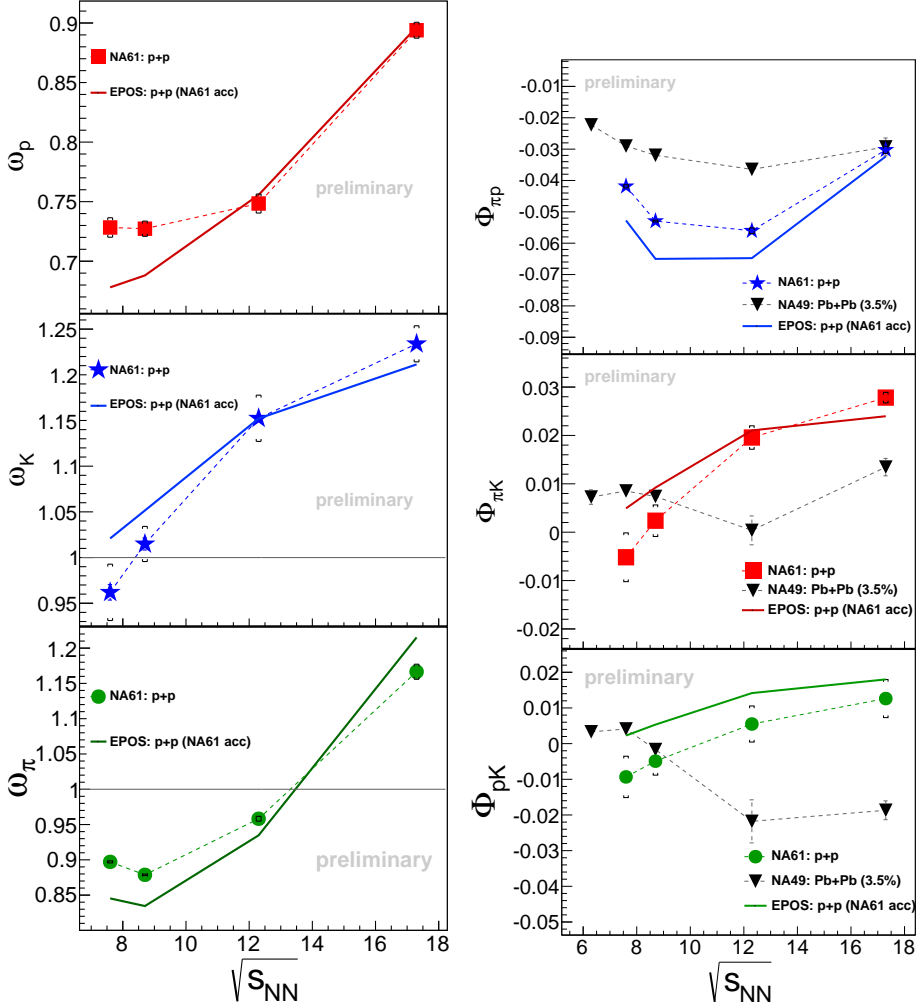 ω_p
0.9
0.85
0.8
0.75
0.7
NA61: p+p
EPOS: p+p (NA61 acc)
preliminary
ω_K
1.25
1.2
1.15
1.1
1.05
1
0.95
NA61: p+p
EPOS: p+p (NA61 acc)
preliminary
ω_π
1.2
1.15
1.1
1.05
1
0.95
0.9
0.85
NA61: p+p
EPOS: p+p (NA61 acc)
preliminary
8 10 12 14 16 18
√s_NN
Φ_πp
-0.01
-0.02
-0.03
-0.04
-0.05
-0.06
-0.07
-0.08
-0.09
preliminary
NA61: p+p
NA49: Pb+Pb (3.5%)
EPOS: p+p (NA61 acc)
Φ_πK
0.03
0.02
0.01
0
-0.01
-0.02
preliminary
NA61: p+p
NA49: Pb+Pb (3.5%)
EPOS: p+p (NA61 acc)
Φ_pK
0.02
0.01
0
-0.01
-0.02
-0.03
-0.04
-0.05
preliminary
NA61: p+p
NA49: Pb+Pb (3.5%)
EPOS: p+p (NA61 acc)
6 8 10 12 14 16 18
√s_NN